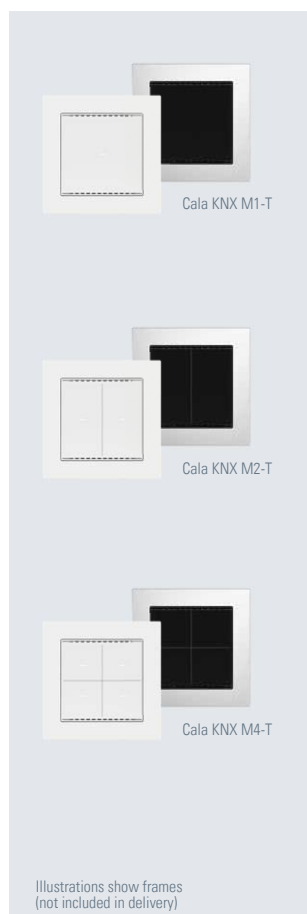 Cala KNX M1-T
Cala KNX M2-T
Cala KNX M4-T
Illustrations show frames
(not included in delivery)